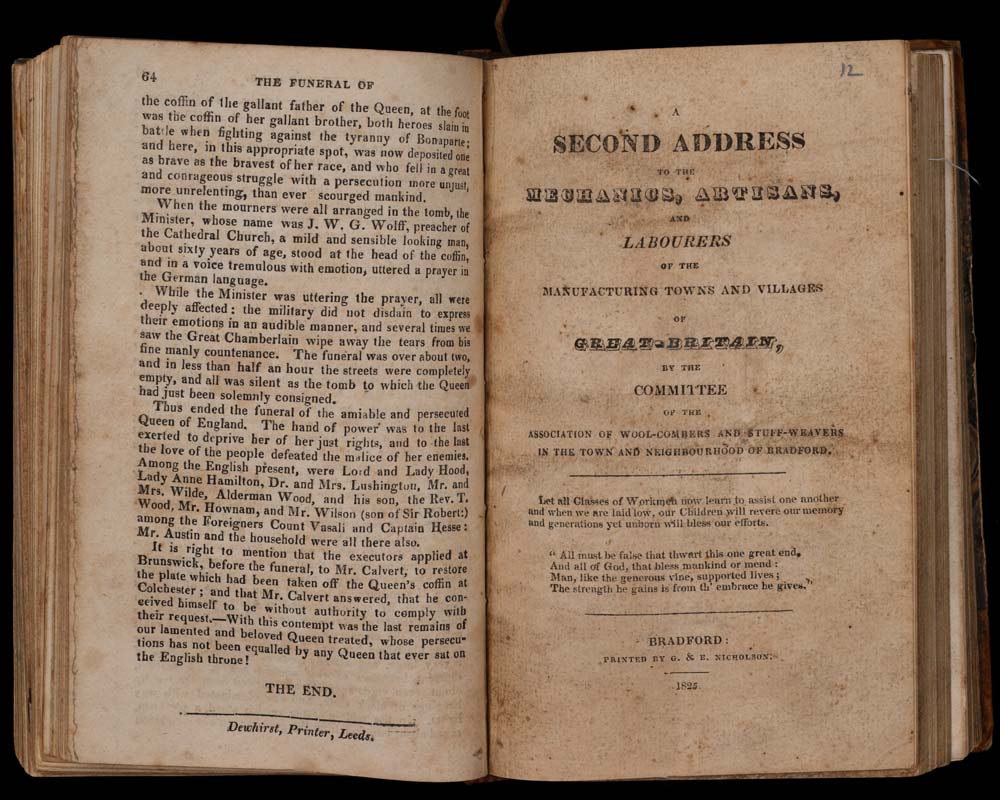 64
THE FUNERAL OF
the coffin of the gallant father of the Queen, at the foot
was the coffin of her gallant brother, both heroes slain in
battle when fighting against the tyranny of Bonaparte;
and here, in this appropriate spot, was now deposited one
as brave as the bravest of her race, and who fell in a great
and conrageous struggle with a persecution more unjust,
more unrelenting, than ever scourged mankind.
When the mourners were all arranged in the tomb, the
Minister, whose name was J. W. G. Wolff, preacher of
the Cathedral Church, a mild and sensible looking man,
about sixty years of age, stood at the head of the coffin,
and in a voice tremulous with emotion, uttered a prayer in
the German language.
While the Minister was uttering the prayer, all were
deeply affected: the military did not disdain to express
their emotions in an audible manner, and several times we
saw the Great Chamberlain wipe away the tears from his
fine manly countenance. The funeral was over about two,
and in less than half an hour the streets were completely
empty, and all was silent as the tomb to which the Queen
had just been solemnly consigned.
Thus ended the funeral of the amiable and persecuted
Queen of England. The hand of power was to the last
exerted to deprive her of her just rights, and to the last
the love of the people defeated the malice of her enemies.
Among the English present, were Lord and Lady Hood,
Lady Anne Hamilton, Dr. and Mrs. Lushington, Mr. and
Mrs. Wilde, Alderman Wood, and his son, the Rev. T.
Wood, Mr. Hownam, and Mr. Wilson (son of Sir Robert:)
among the Foreigners Count Vasali and Captain Hesse:
Mr. Austin and the household were all there also.
It is right to mention that the executors applied at
Brunswick, before the funeral, to Mr. Calvert, to restore
the plate which had been taken off the Queen's coffin at
Colchester; and that Mr. Calvert answered, that he con-
ceived himself to be without authority to comply with
their request.—With this contempt was the last remains of
our lamented and beloved Queen treated, whose persecu-
tions has not been equalled by any Queen that ever sat on
the English throne!
THE END.
Dewhirst, Printer, Leeds.
12
A
SECOND ADDRESS
TO THE
MECHANICS, ARTISANS,
AND
LABOURERS
OF THE
MANUFACTURING TOWNS AND VILLAGES
OF
GREAT-BRITAIN,
BY THE
COMMITTEE
OF THE
ASSOCIATION OF WOOL-COMBERS AND STUFF-WEAVERS
IN THE TOWN AND NEIGHBOURHOOD OF BRADFORD.
Let all Classes of Workmen now learn to assist one another
and when we are laid low, our Children will revere our memory
and generations yet unborn will bless our efforts.
"All must be false that thwart this one great end,
And all of God, that bless mankind or mend:
Man, like the generous vine, supported lives;
The strength he gains is from th' embrace he gives."
BRADFORD:
PRINTED BY G. & E. NICHOLSON.
1825